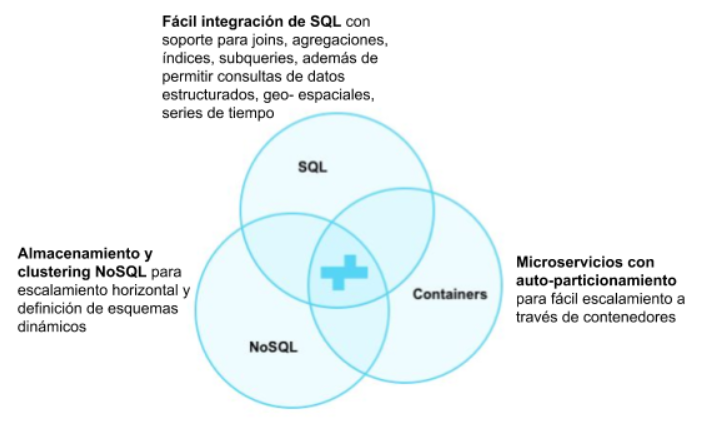 Fácil integración de SQL con
soporte para joins, agregaciones,
índices, subqueries, además de
permitir consultas de datos
estructurados, geo- espaciales,
series de tiempo
SQL
Almacenamiento y
clustering NoSQL para
escalamiento horizontal y
definición de esquemas
dinámicos
Microservicios con
auto-particionamiento
para fácil escalamiento a
través de contenedores
Containers
NoSQL